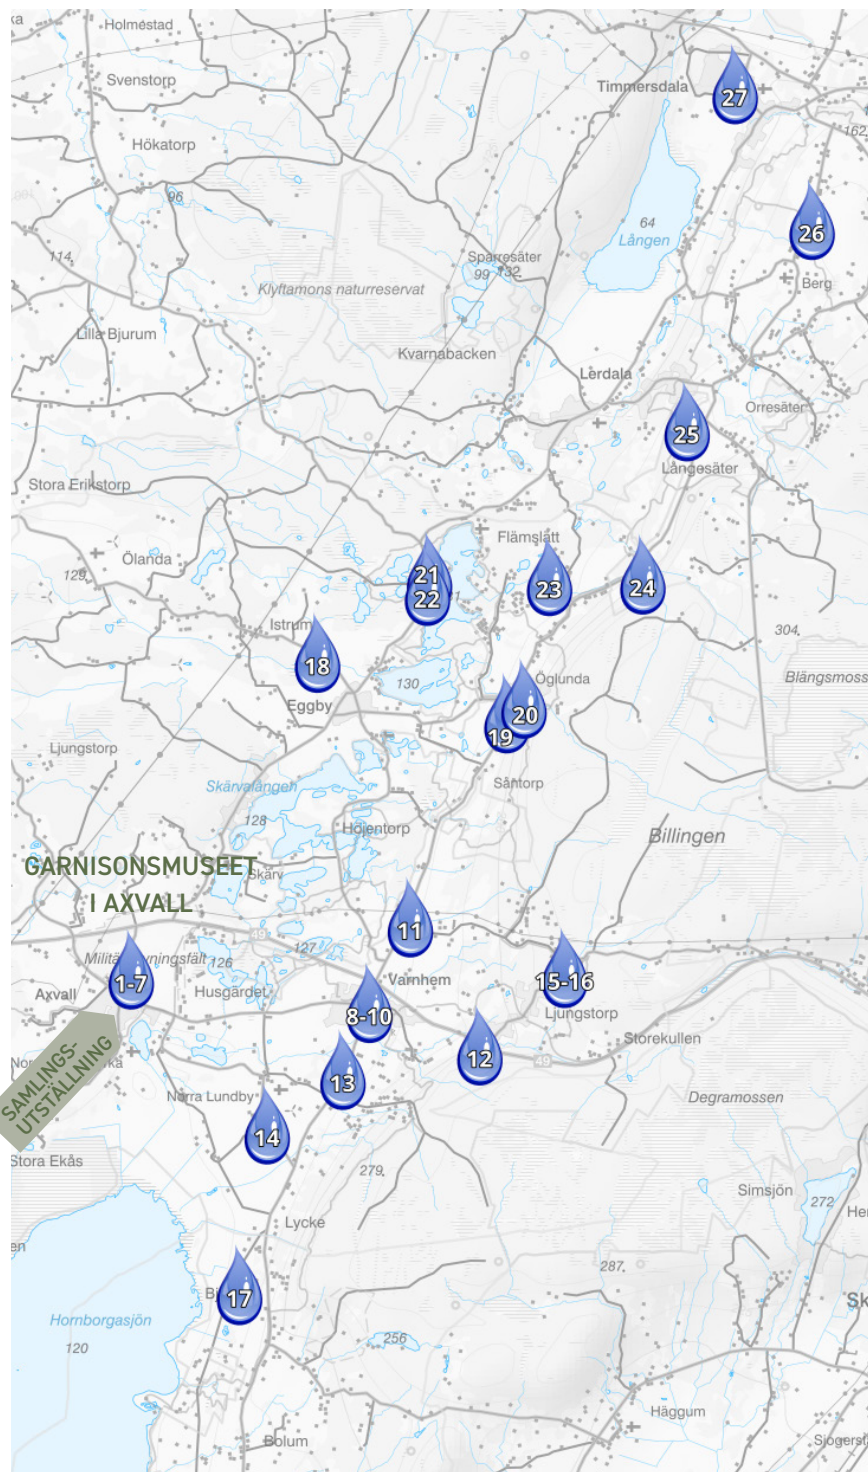 Holmestad
Timmersdala
Svenstorp
27
162
Hökatorp
96
64
Lången
26
114
Sparresäter
99
132
Berg
Klyftamons naturreservat
Lilla Bjurum
Kvarnabacken
Lerdala
Orresäter
25
Långesäter
Stora Erikstorp
Flämslätt
Ölanda
129
21
22
23
24
Istrum
304
18
130
Öglunda
Blängsmoss
Eggby
20
19
Ljungstorp
Såntorp
Skärvalången
128
Höjentorp
Billingen
GARNISONSMUSEET
I AXVALL
Skärv
11
49
127
126
Axvall
1-7
Husgärdet
Varnhem
15-16
8-10
Ljungstorp
Storekullen
12
49
SAMLINGS-
UTSTÄLLNING
13
Norra Lundby
Degramossen
14
Stora Ekås
279
Simsjön
272
Lycke
287
17
Hornborgasjön
120
256
Häggum
Bolum